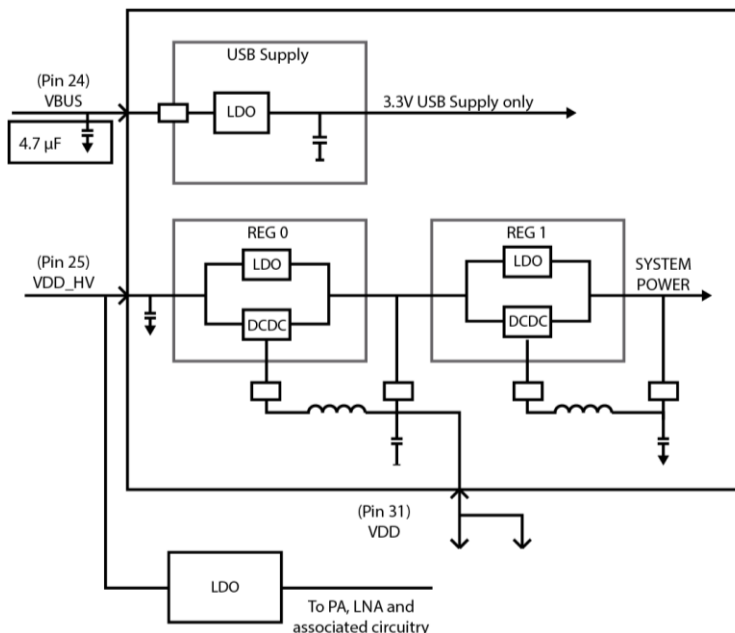 USB Supply
(Pin 24)
VBUS
LDO
3.3V USB Supply only
4.7 µF
REG 0
REG 1
(Pin 25)
VDD_HV
LDO
LDO
SYSTEM
POWER
DCDC
DCDC
(Pin 31)
VDD
LDO
To PA, LNA and
associated circuitry